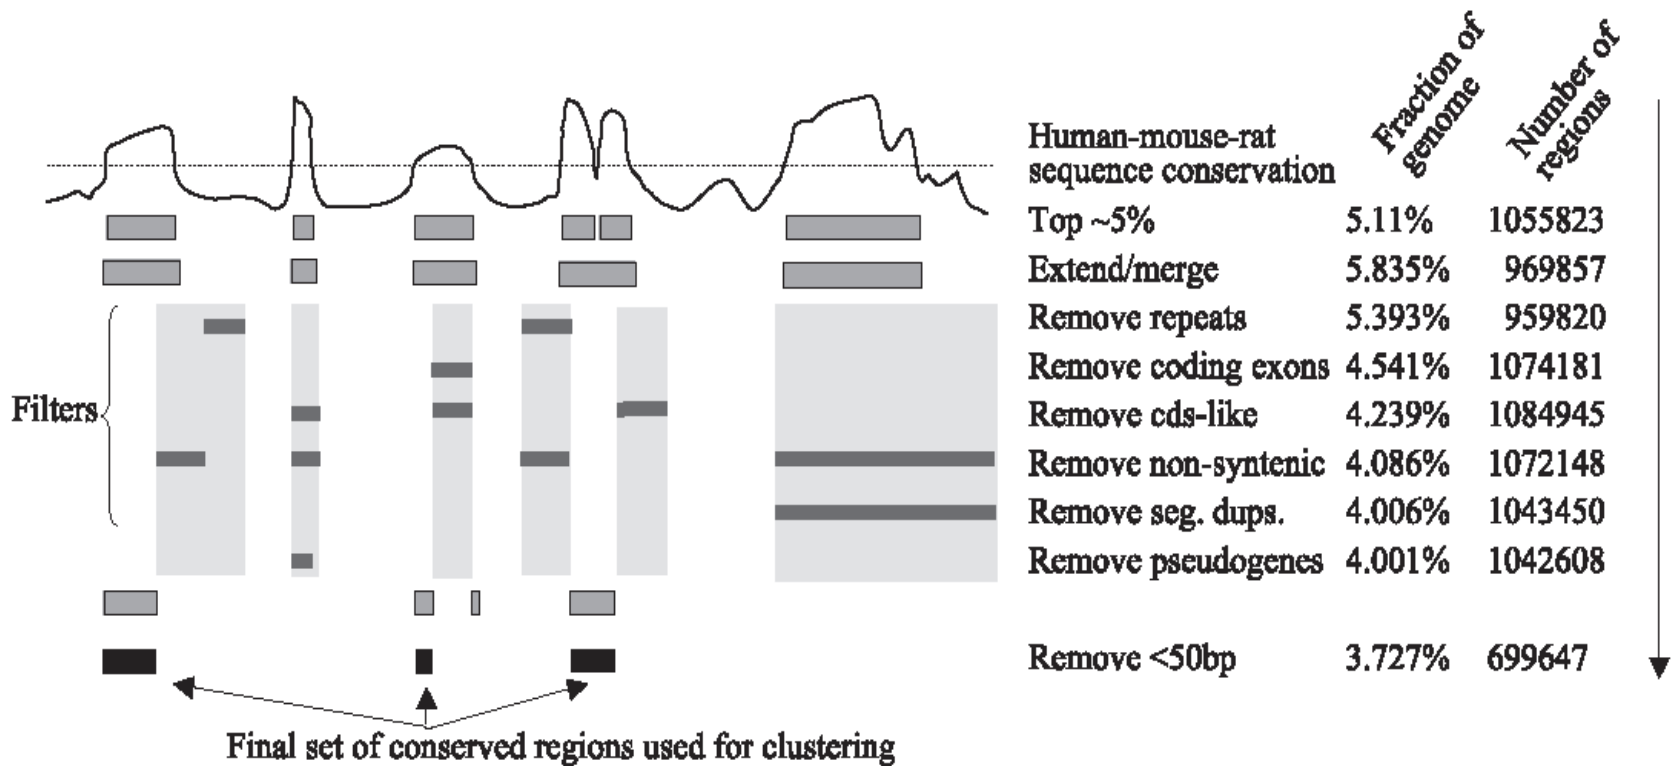 Fraction of
genome
Number of
regions
Human-mouse-rat
sequence conservation
Top ~5% 5.11% 1055823
Extend/merge 5.835% 969857
Remove repeats 5.393% 959820
Remove coding exons 4.541% 1074181
Filters
Remove cds-like 4.239% 1084945
Remove non-syntenic 4.086% 1072148
Remove seg. dups. 4.006% 1043450
Remove pseudogenes 4.001% 1042608
Remove <50bp 3.727% 699647
Final set of conserved regions used for clustering